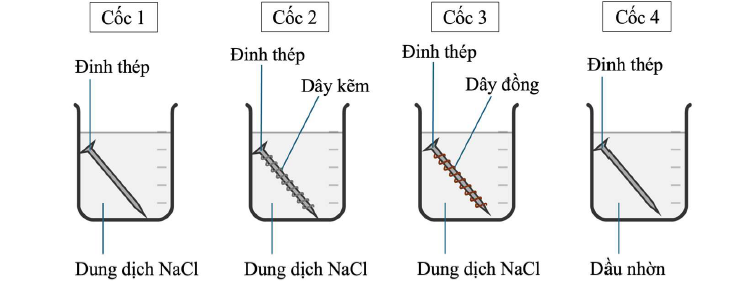 Cốc 1
Cốc 2
Cốc 3
Cốc 4
Đinh thép
Đinh thép
Dây kẽm
Đinh thép
Dây đồng
Đinh thép
Dung dịch NaCl
Dung dịch NaCl
Dung dịch NaCl
Dầu nhờn